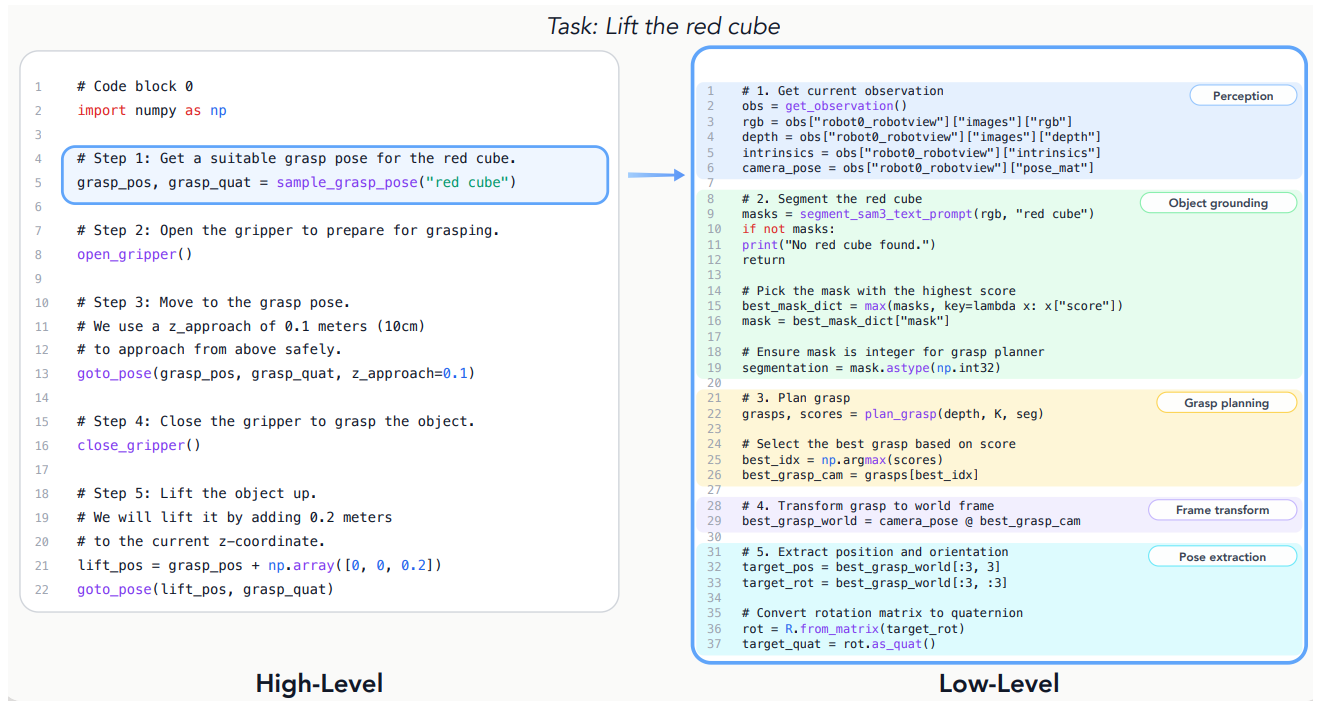 Task: Lift the red cube
1 # Code block 0
2 import numpy as np
3
4 # Step 1: Get a suitable grasp pose for the red cube.
5 grasp_pos, grasp_quat = sample_grasp_pose("red cube")
6
7 # Step 2: Open the gripper to prepare for grasping.
8 open_gripper()
9
10 # Step 3: Move to the grasp pose.
11 # We use a z_approach of 0.1 meters (10cm)
12 # to approach from above safely.
13 goto_pose(grasp_pos, grasp_quat, z_approach=0.1)
14
15 # Step 4: Close the gripper to grasp the object.
16 close_gripper()
17
18 # Step 5: Lift the object up.
19 # We will lift it by adding 0.2 meters
20 # to the current z-coordinate.
21 lift_pos = grasp_pos + np.array([0, 0, 0.2])
22 goto_pose(lift_pos, grasp_quat)
High-Level
1 # 1. Get current observation
Perception
2 obs = get_observation()
3 rgb = obs["robot0_robotview"]["images"]["rgb"]
4 depth = obs["robot0_robotview"]["images"]["depth"]
5 intrinsics = obs["robot0_robotview"]["intrinsics"]
6 camera_pose = obs["robot0_robotview"]["pose_mat"]
7
8 # 2. Segment the red cube
Object grounding
9 masks = segment_sam3_text_prompt(rgb, "red cube")
10 if not masks:
11 print("No red cube found.")
12 return
13
14 # Pick the mask with the highest score
15 best_mask_dict = max(masks, key=lambda x: x["score"])
16 mask = best_mask_dict["mask"]
17
18 # Ensure mask is integer for grasp planner
19 segmentation = mask.astype(np.int32)
20
21 # 3. Plan grasp
Grasp planning
22 grasps, scores = plan_grasp(depth, K, seg)
23
24 # Select the best grasp based on score
25 best_idx = np.argmax(scores)
26 best_grasp_cam = grasps[best_idx]
27
28 # 4. Transform grasp to world frame
Frame transform
29 best_grasp_world = camera_pose @ best_grasp_cam
30
31 # 5. Extract position and orientation
Pose extraction
32 target_pos = best_grasp_world[:3, 3]
33 target_rot = best_grasp_world[:3, :3]
34
35 # Convert rotation matrix to quaternion
36 rot = R.from_matrix(target_rot)
37 target_quat = rot.as_quat()
Low-Level